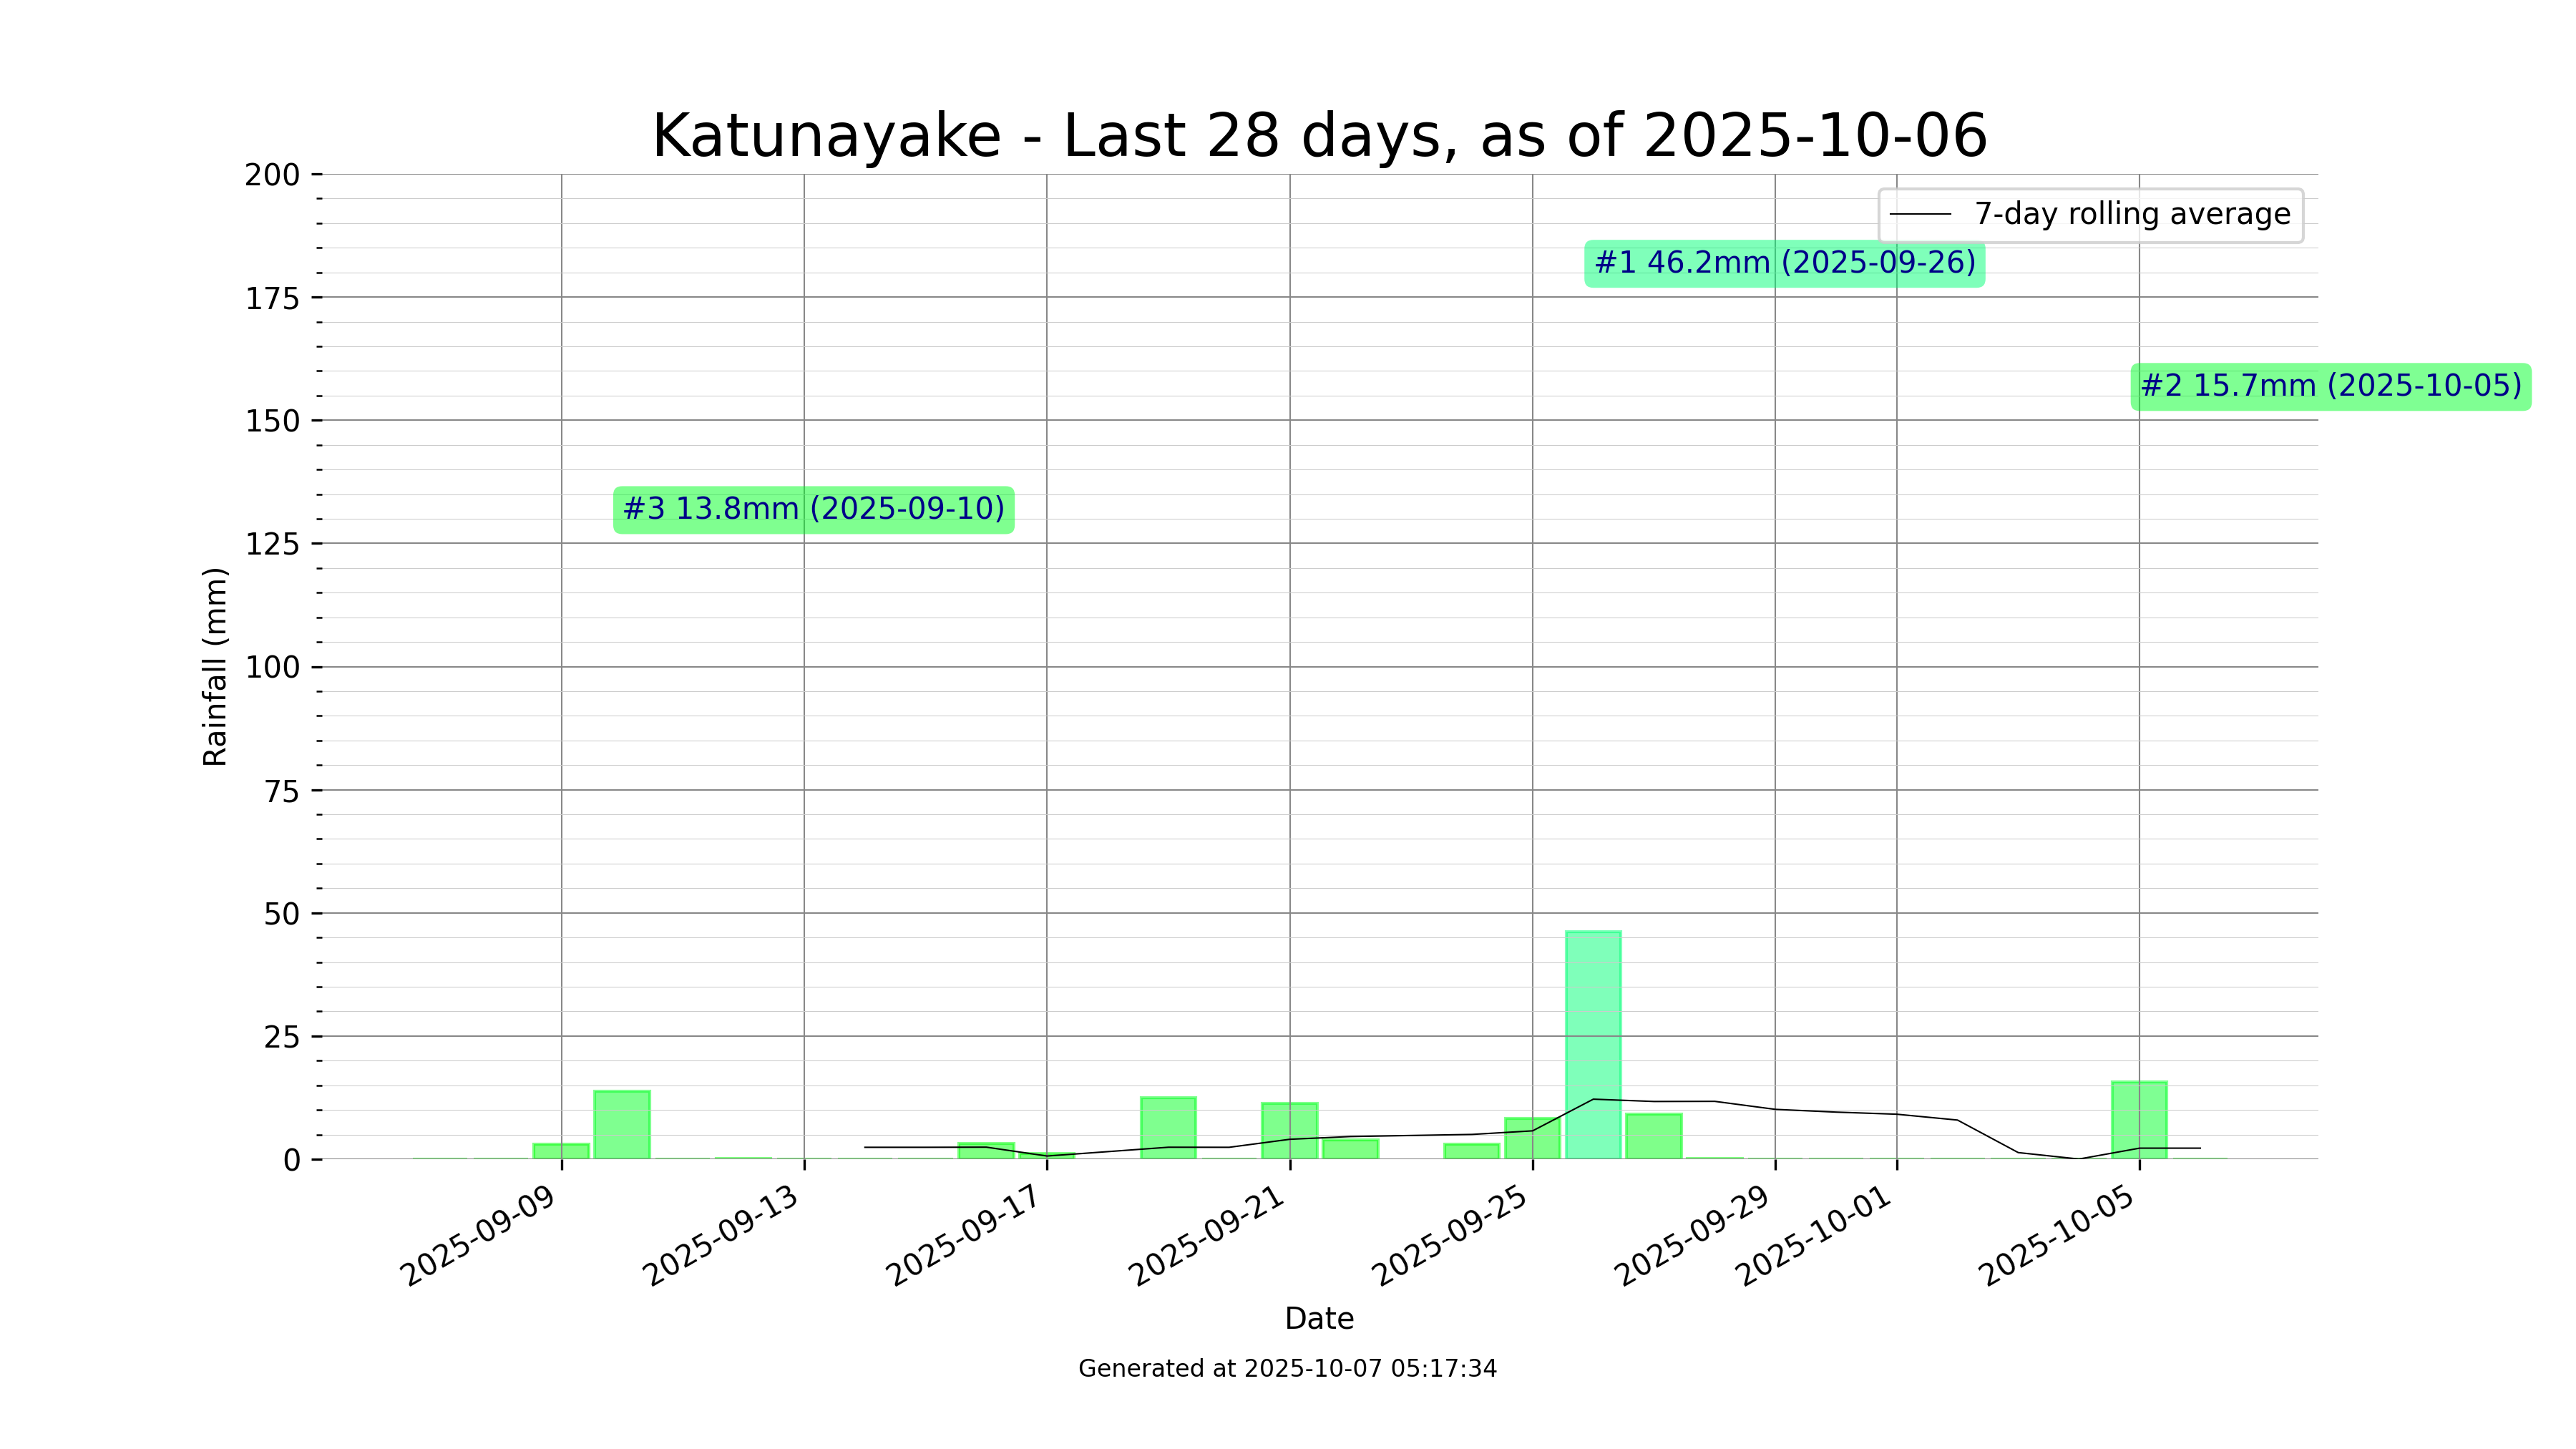 Katunayake - Last 28 days, as of 2025-10-06
7-day rolling average
#1 46.2mm (2025-09-26)
#2 15.7mm (2025-10-05)
#3 13.8mm (2025-09-10)
Rainfall (mm)
200
175
150
125
100
75
50
25
0
2025-09-09
2025-09-13
2025-09-17
2025-09-21
2025-09-25
2025-09-29
2025-10-01
2025-10-05
Date
Generated at 2025-10-07 05:17:34